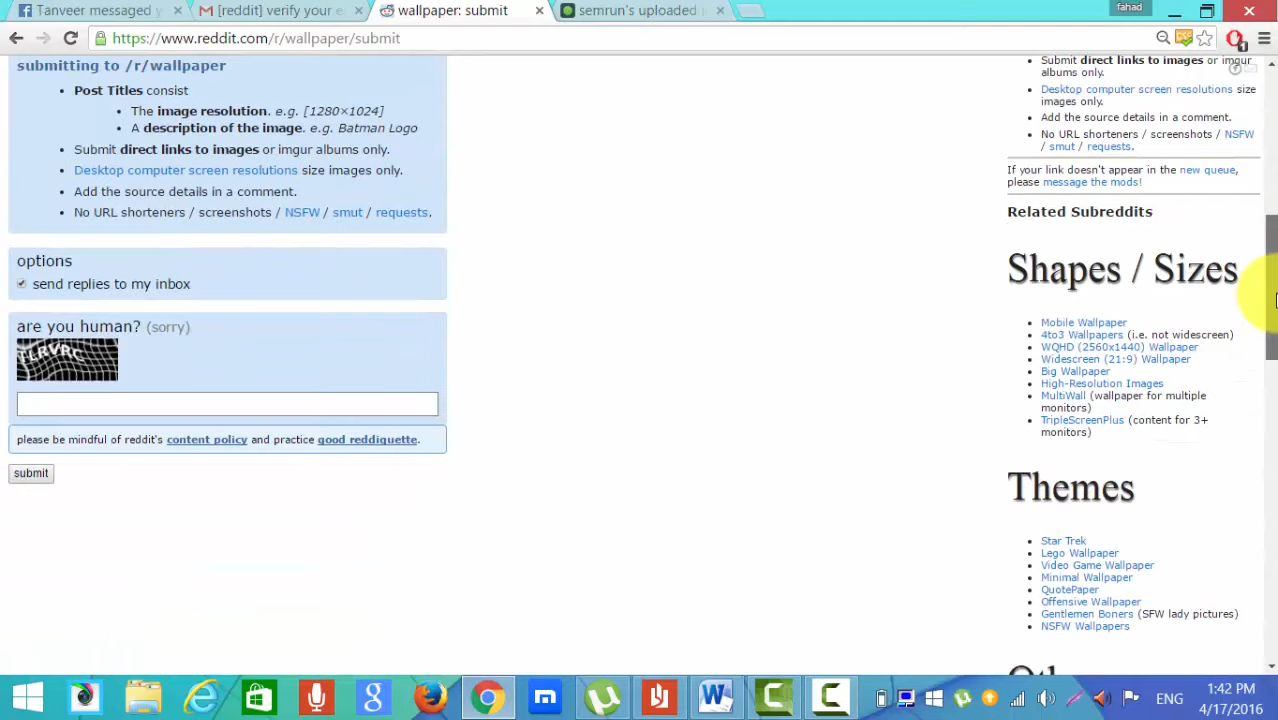 Tanveer messaged y
[reddit] verify your e
wallpaper: submit
semrun's uploaded i
fahad
https://www.reddit.com/r/wallpaper/submit
submitting to /r/wallpaper
Post Titles consist
The image resolution. e.g. [1280×1024]
A description of the image. e.g. Batman Logo
Submit direct links to images or imgur albums only.
Desktop computer screen resolutions size images only.
Add the source details in a comment.
No URL shorteners / screenshots / NSFW / smut / requests.
options
send replies to my inbox
are you human? (sorry)
please be mindful of reddit's content policy and practice good reddiquette.
submit
Submit direct links to images or imgur
albums only.
Desktop computer screen resolutions size
images only.
Add the source details in a comment.
No URL shorteners / screenshots / NSFW
/ smut / requests.
If your link doesn't appear in the new queue,
please message the mods!
Related Subreddits
Shapes / Sizes
Mobile Wallpaper
4to3 Wallpapers (i.e. not widescreen)
WQHD (2560x1440) Wallpaper
Widescreen (21:9) Wallpaper
Big Wallpaper
High-Resolution Images
MultiWall (wallpaper for multiple
monitors)
TripleScreenPlus (content for 3+
monitors)
Themes
Star Trek
Lego Wallpaper
Video Game Wallpaper
Minimal Wallpaper
QuotePaper
Offensive Wallpaper
Gentlemen Boners (SFW lady pictures)
NSFW Wallpapers
ENG
1:42 PM
4/17/2016